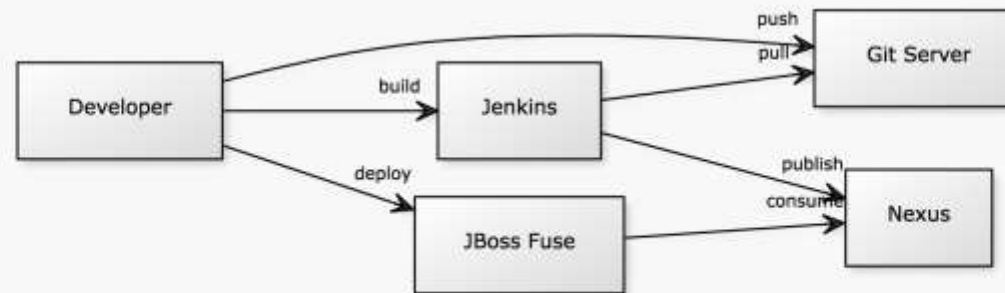 push
Git Server
pull
Developer
build
Jenkins
publish
deploy
consume
Nexus
JBoss Fuse